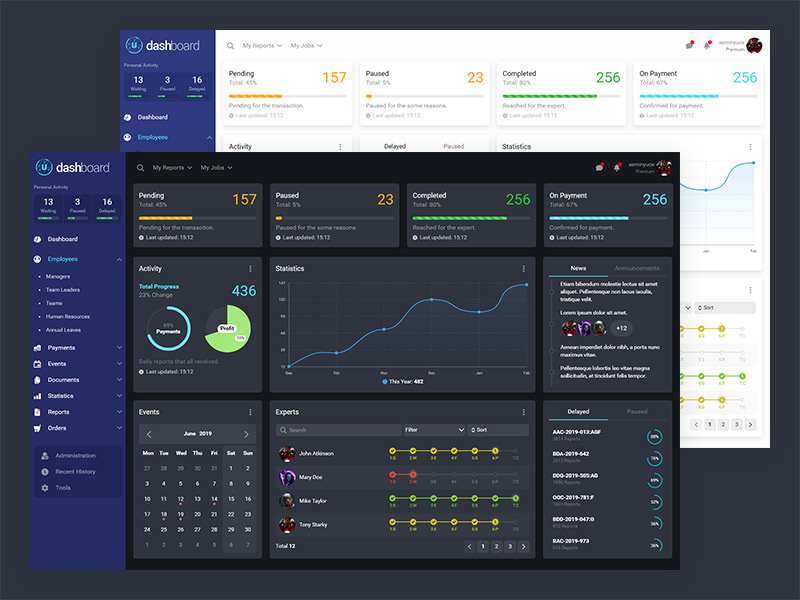 U.
dashboard
Personal Activity
13
3
16
Waiting
Paused
Delayed
Dashboard
Employees
My Reports
My Jobs
Premium
Pending
157
Total: 45%
Pending for the transaction.
Last updated: 15:12
Paused
23
Total: 5%
Paused for the some reasons.
Last updated: 15:12
Completed
256
Total: 80%
Reached for the expert.
Last updated: 15:12
On Payment
256
Total: 67%
Confirmed for payment.
Last updated: 15:12
Activity
Delayed
Paused
Statistics
Jan
Feb
Sort
1 2 3
U.
dashboard
Personal Activity
13
3
16
Waiting
Paused
Delayed
Dashboard
Employees
Managers
Team Leaders
Teams
Human Resources
Annual Leaves
Payments
Events
Documents
Statistics
Reports
Orders
Administration
Recent History
Tools
My Reports
My Jobs
Premium
Pending
157
Total: 45%
Pending for the transaction.
Last updated: 15:12
Paused
23
Total: 5%
Paused for the some reasons.
Last updated: 15:12
Completed
256
Total: 80%
Reached for the expert.
Last updated: 15:12
On Payment
256
Total: 67%
Confirmed for payment.
Last updated: 15:12
Activity
Total Progress
436
23% Change
Payments
Profit
Daily reports that all received.
Last updated: 15:12
Statistics
Sep Oct Nov Dec Jan Feb
This Year: 482
News
Announcements
Etiam bibendum molestie lectus sit amet
aliquet. Pellentesque non lacus iaculis,
tristique velit.
Lorem ipsum dolor sit amet.
+12
Aenean imperdiet dolor nibh, a porta nunc
maximus vitae.
Pellentesque lobortis leo vitae magna
sollicitudin, at tincidunt felis tempor.
Events
June 2019
Mon Tue Wed Thu Fri Sat Sun
27 28 29 30 31 1 2
3 4 5 6 7 8 9
10 11 12 13 14 15 16
17 18 19 20 21 22 23
24 25 26 27 28 29 30
1 2 3 4 5 6 7
Experts
Search
Filter
Sort
John Atkinson
Mary Doe
Mike Taylor
Tony Starky
Total 12
1 2 3
Delayed
Paused
AAC-2019-013;AGF
BDA-2019-642
DDG-2019-505;AG
OOC-2019-781:F
BDD-2019-047:G
RAC-2019-973